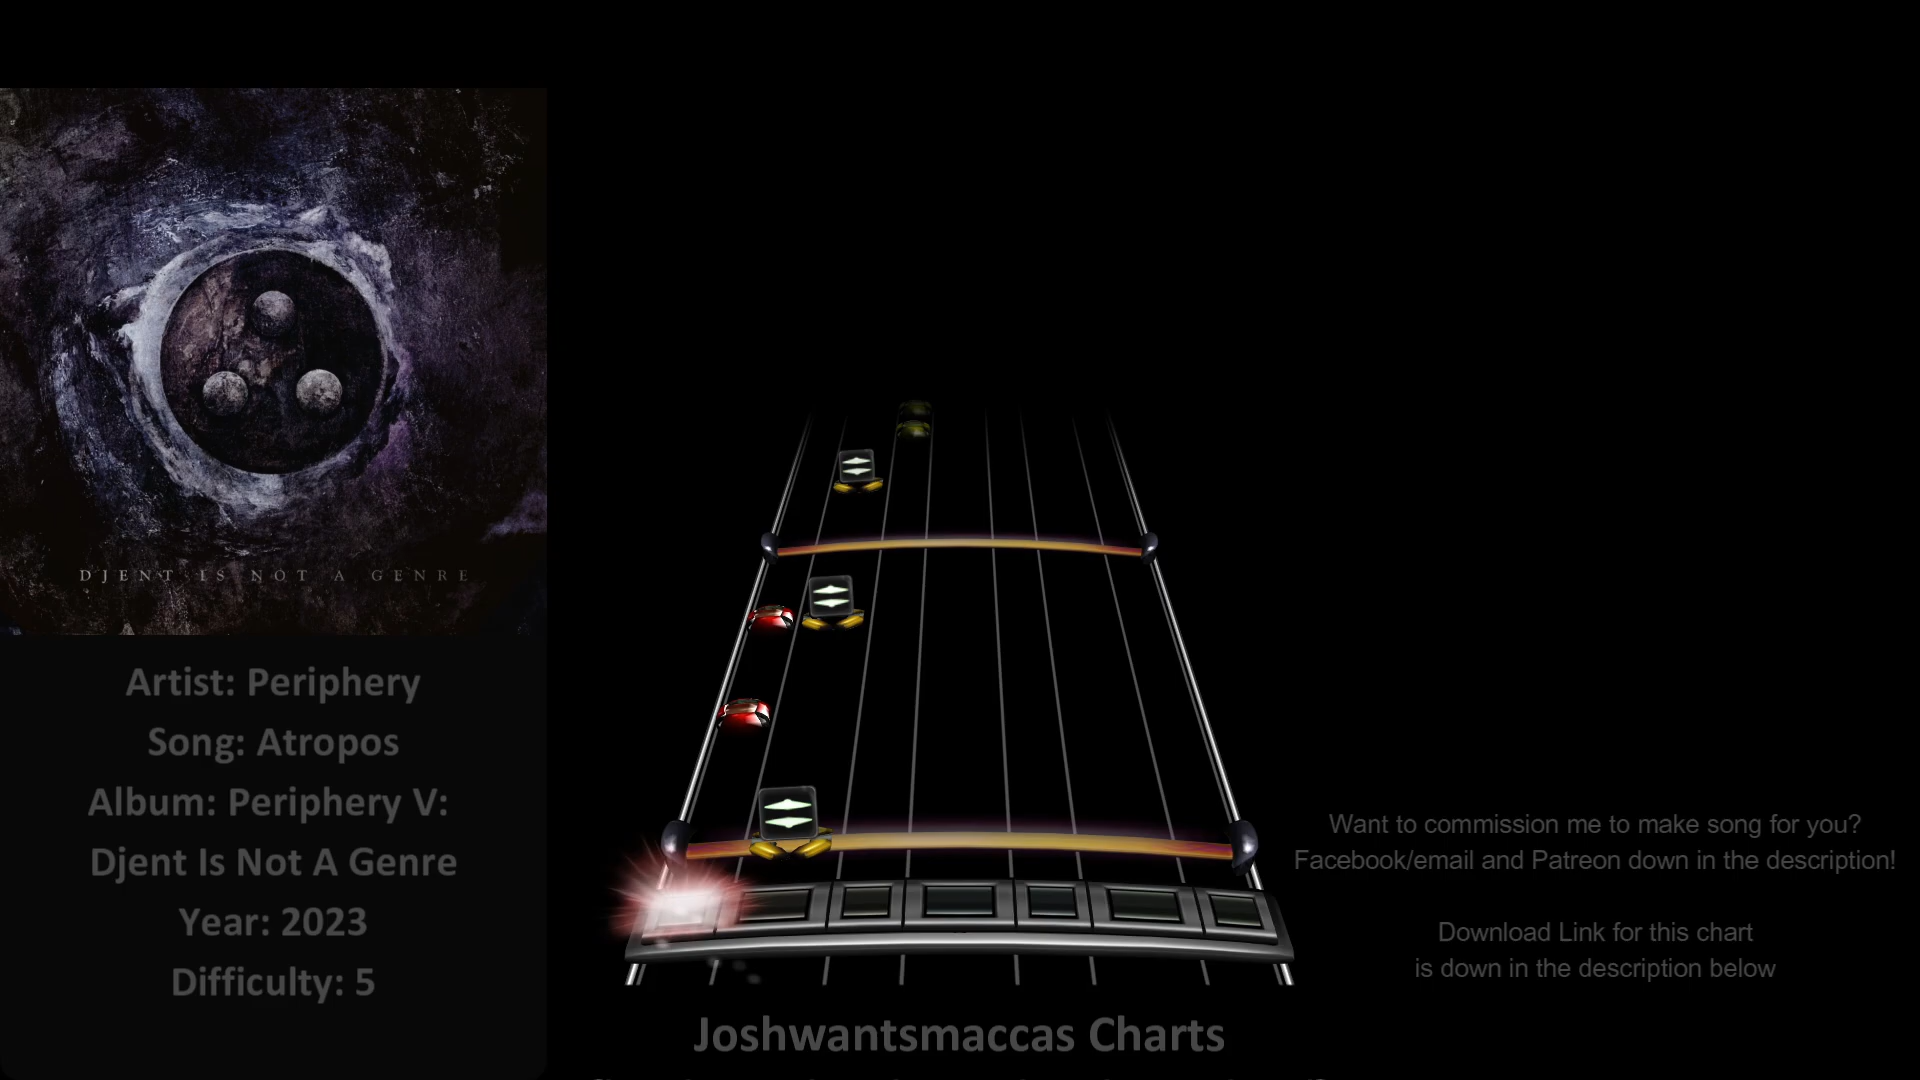 DJENT IS NOT A GENRE
Artist: Periphery
Song: Atropos
Album: Periphery V:
Djent Is Not A Genre
Year: 2023
Difficulty: 5
Want to commission me to make song for you?
Facebook/email and Patreon down in the description!
Download Link for this chart
is down in the description below
Joshwantsmaccas Charts